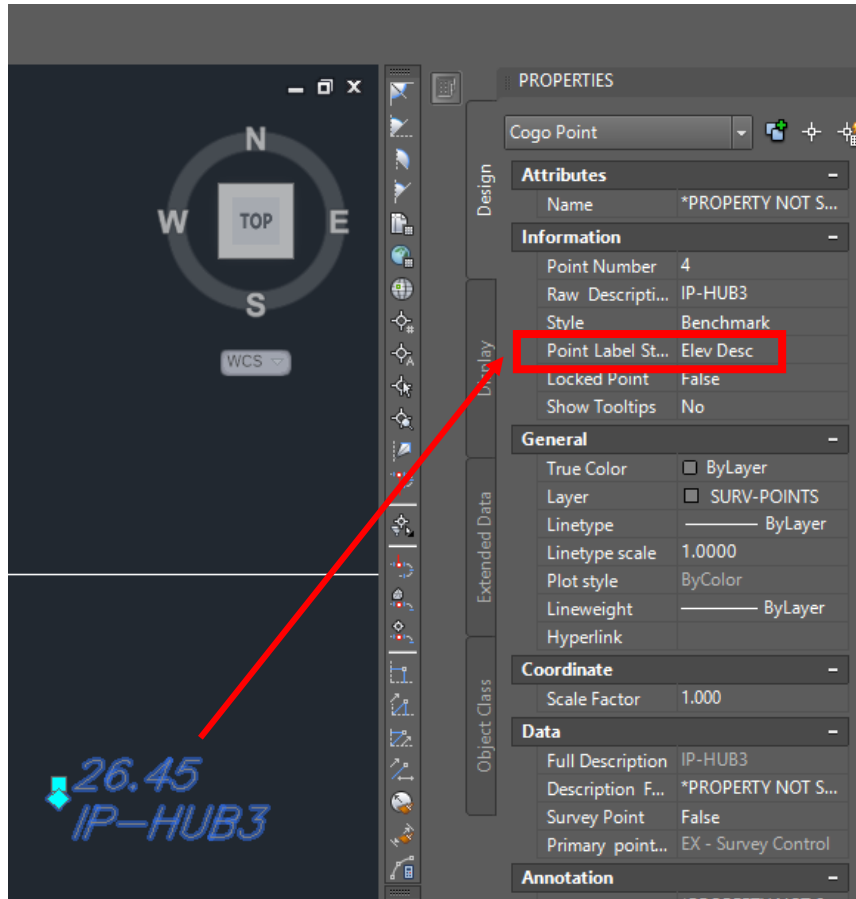 PROPERTIES
N
W TOP E
S
WCS
Cogo Point
Design
Display
Extended Data
Object Class
Attributes
Name *PROPERTY NOT S...
Information
Point Number 4
Raw Descripti... IP-HUB3
Style Benchmark
Point Label St... Elev Desc
Locked Point False
Show Tooltips No
General
True Color ByLayer
Layer SURV-POINTS
Linetype ByLayer
Linetype scale 1.0000
Plot style ByColor
Lineweight ByLayer
Hyperlink
Coordinate
Scale Factor 1.000
Data
Full Description IP-HUB3
Description F... *PROPERTY NOT S...
Survey Point False
Primary point... EX - Survey Control
Annotation
26.45
IP-HUB3